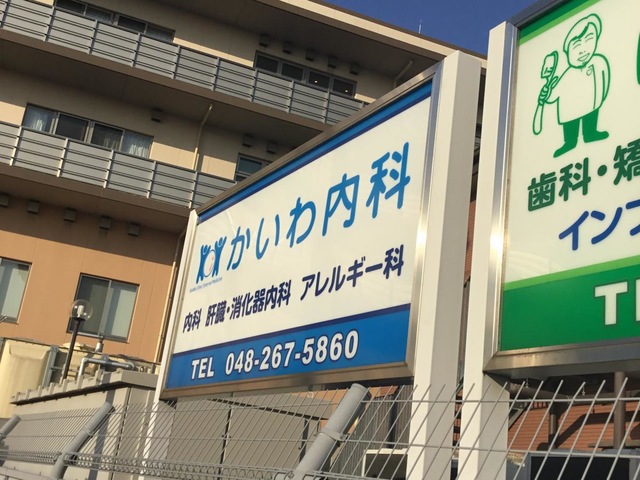 かいわ内科
内科 肝臓・消化器内科 アレルギー科
TEL 048-267-5860
歯科・矯
インプ
TE